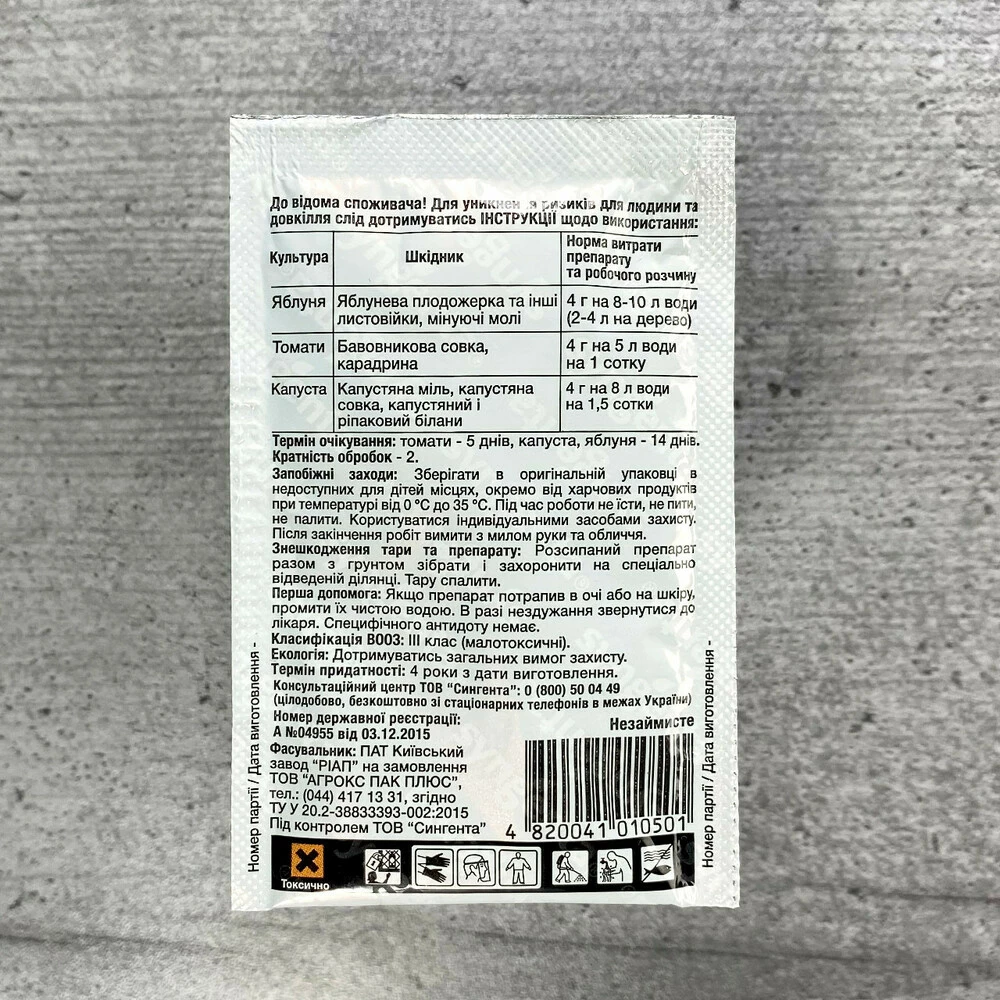 До відома споживача! Для уникнення ризиків для людини та
довкілля слід дотримуватись ІНСТРУКЦІЇ щодо використання:
Культура
Шкідник
Норма витрати
препарату
та робочого розчину
Яблуня
Яблунева плодожерка та інші
листовійки, мінуючі молі
4 г на 8-10 л води
(2-4 л на дерево)
Томати
Бавовникова совка,
карадрина
4 г на 5 л води
на 1 сотку
Капуста
Капустяна міль, капустяна
совка, капустяний і
ріпаковий білани
4 г на 8 л води
на 1,5 сотки
Термін очікування: томати - 5 днів, капуста, яблуня - 14 днів.
Кратність обробок - 2.
Запобіжні заходи: Зберігати в оригінальній упаковці в
недоступних для дітей місцях, окремо від харчових продуктів
при температурі від 0 °С до 35 °С. Під час роботи не їсти, не пити,
не палити. Користуватися індивідуальними засобами захисту.
Після закінчення робіт вимити з милом руки та обличчя.
Знешкодження тари та препарату: Розсипаний препарат
разом з грунтом зібрати і захоронити на спеціально
відведеній ділянці. Тару спалити.
Перша допомога: Якщо препарат потрапив в очі або на шкіру,
промити їх чистою водою. В разі нездужання звернутися до
лікаря. Специфічного антидоту немає.
Класифікація ВООЗ: III клас (малотоксичні).
Екологія: Дотримуватись загальних вимог захисту.
Термін придатності: 4 роки з дати виготовлення.
Консультаційний центр ТОВ "Сингента": 0 (800) 50 04 49
(цілодобово, безкоштовно зі стаціонарних телефонів в межах України)
Номер державної реєстрації:
А №04955 від 03.12.2015
Незаймисте
Фасувальник: ПАТ Київський
завод "РІАП" на замовлення
ТОВ "АГРОКС ПАК ПЛЮС",
тел.: (044) 417 13 31, згідно
ТУ У 20.2-38833393-002:2015
Під контролем ТОВ "Сингента"
4 820041 010501
Токсично
Номер партії / Дата виготовлення -
Номер партії / Дата виготовлення -